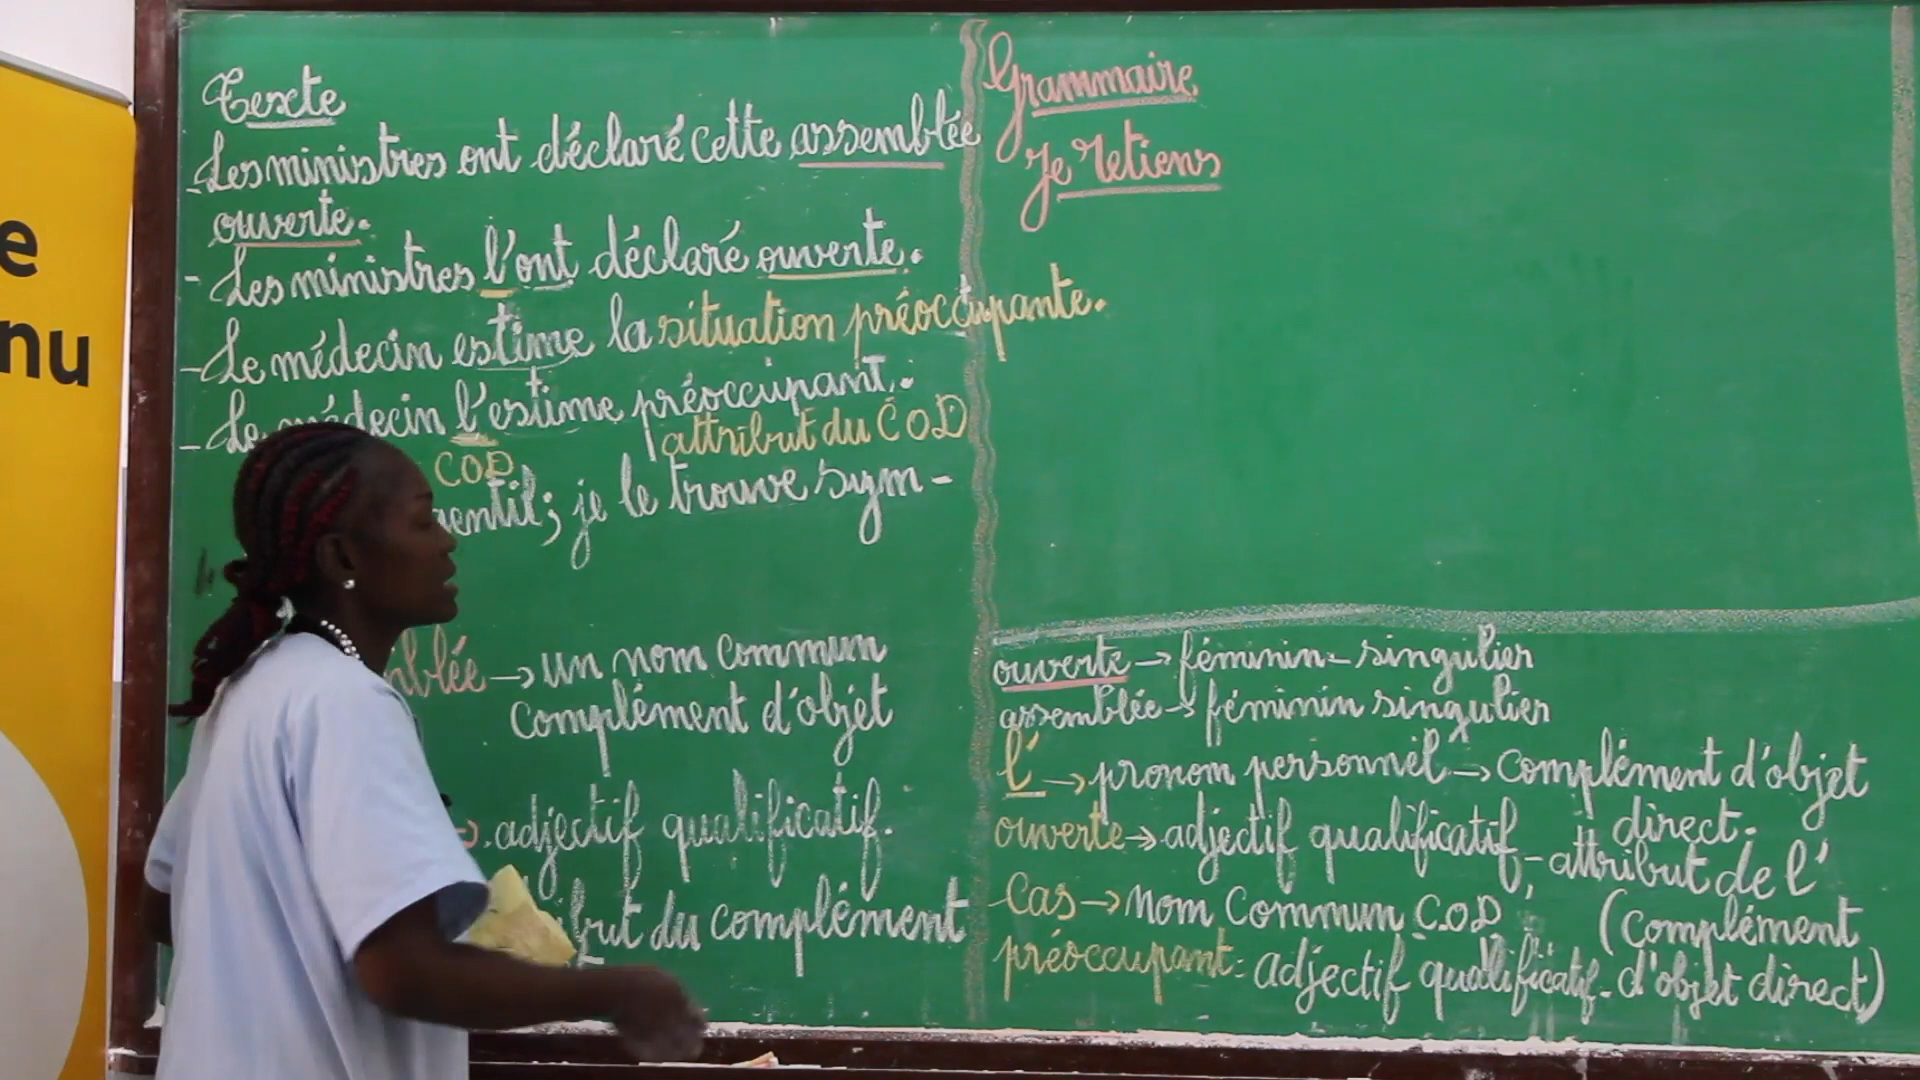 e
nu
Texte
- Les ministres ont déclaré cette assemblée
ouverte.
- Les ministres l'ont déclaré ouverte.
- Le médecin estime la situation préoccupante.
- Le médecin l'estime préoccupant.
COD attribut du COD
gentil; je le trouve sym-
mblée → un nom commun
complément d'objet
→ adjectif qualificatif.
but du complément
Grammaire
je retiens
ouverte → féminin - singulier
assemblée → féminin singulier
l' → pronom personnel → complément d'objet
direct.
ouverte → adjectif qualificatif - attribut de l'
cas → nom commun C.O.D (complément
préoccupant: adjectif qualificatif. d'objet direct)